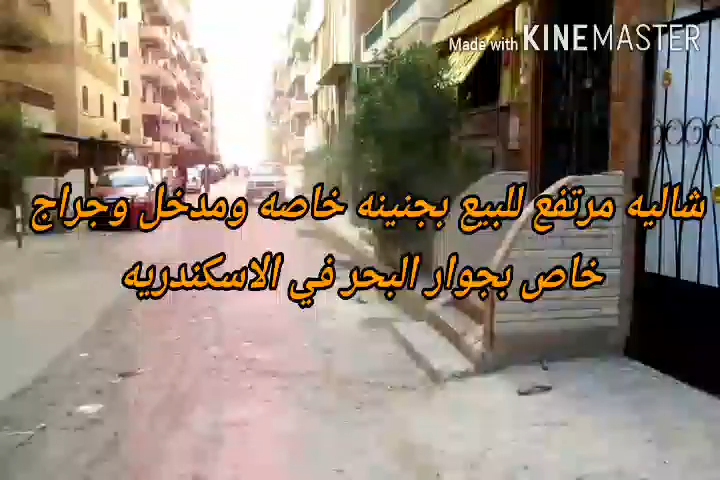 Made with KINEMASTER
شاليه مرتفع للبيع بجنينه خاصه ومدخل وجراج
خاص بجوار البحر في الاسكندريه